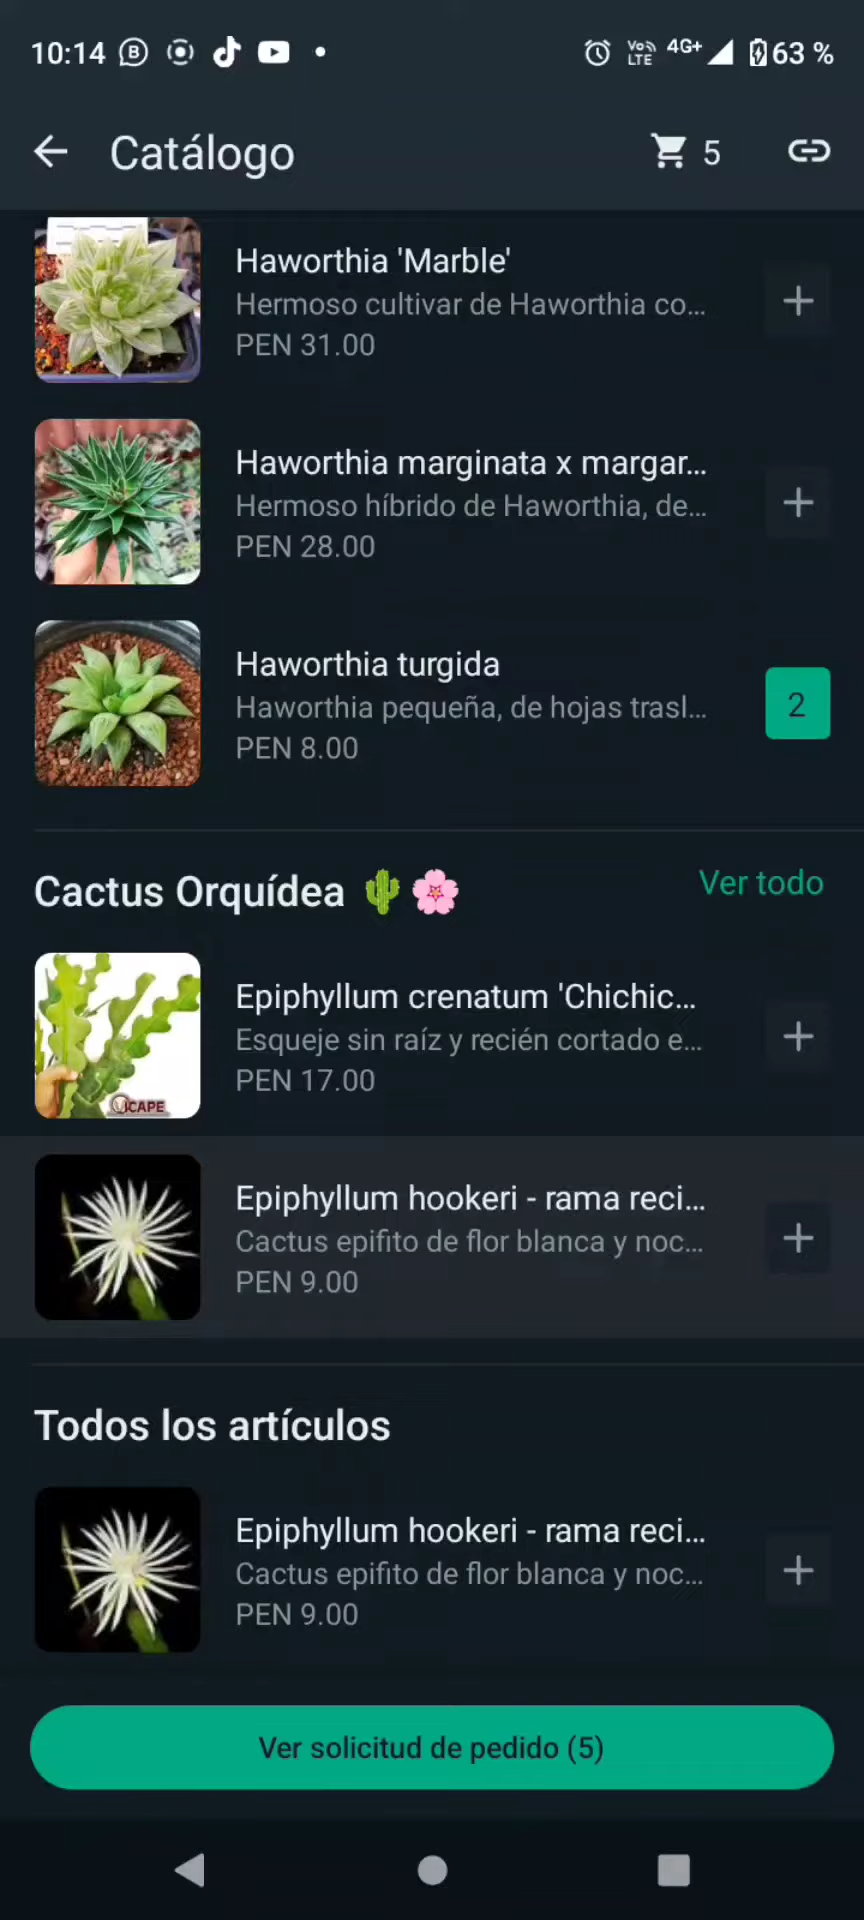 10:14
VoLTE 4G+ 63 %
Catálogo
5
Haworthia 'Marble'
Hermoso cultivar de Haworthia co...
PEN 31.00
Haworthia marginata x margar...
Hermoso híbrido de Haworthia, de...
PEN 28.00
Haworthia turgida
Haworthia pequeña, de hojas trasl...
PEN 8.00
2
Cactus Orquídea 🌵🌸
Ver todo
Epiphyllum crenatum 'Chichic...
Esqueje sin raíz y recién cortado e...
PEN 17.00
Epiphyllum hookeri - rama reci...
Cactus epifito de flor blanca y noc...
PEN 9.00
Todos los artículos
Epiphyllum hookeri - rama reci...
Cactus epifito de flor blanca y noc...
PEN 9.00
Ver solicitud de pedido (5)